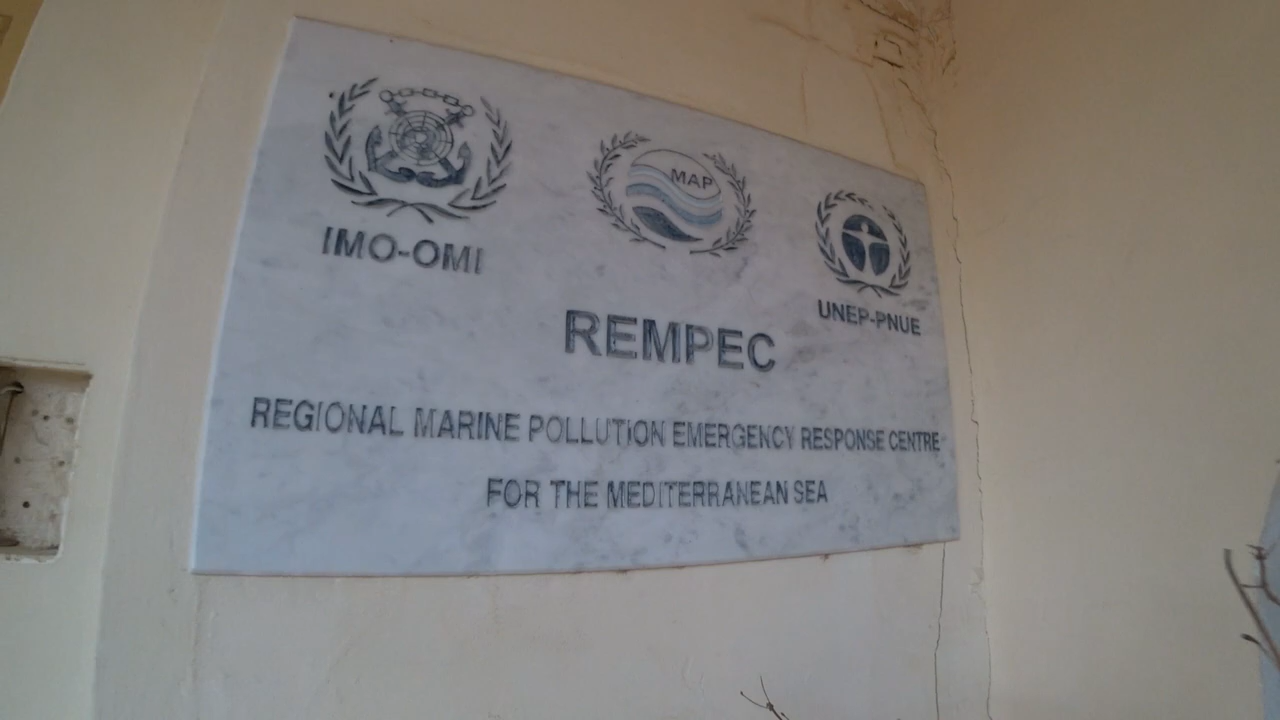 MAP
IMO-OMI
UNEP-PNUE
REMPEC
REGIONAL MARINE POLLUTION EMERGENCY RESPONSE CENTRE
FOR THE MEDITERRANEAN SEA